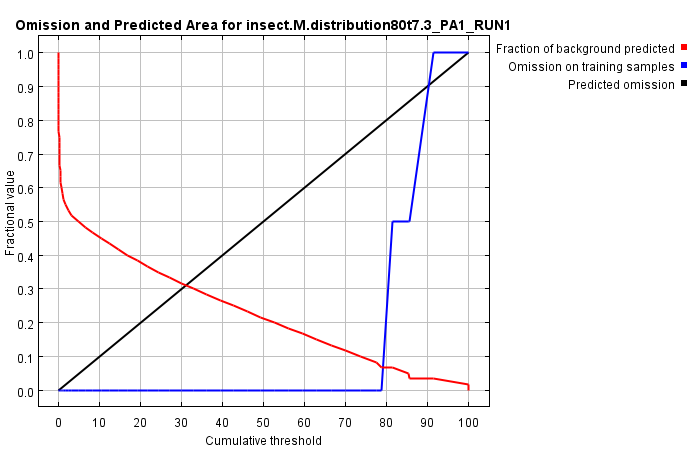 Omission and Predicted Area for insect.M.distribution80t7.3_PA1_RUN1
Fraction of background predicted
Omission on training samples
Predicted omission
Fractional value
1.0
0.9
0.8
0.7
0.6
0.5
0.4
0.3
0.2
0.1
0.0
0 10 20 30 40 50 60 70 80 90 100
Cumulative threshold